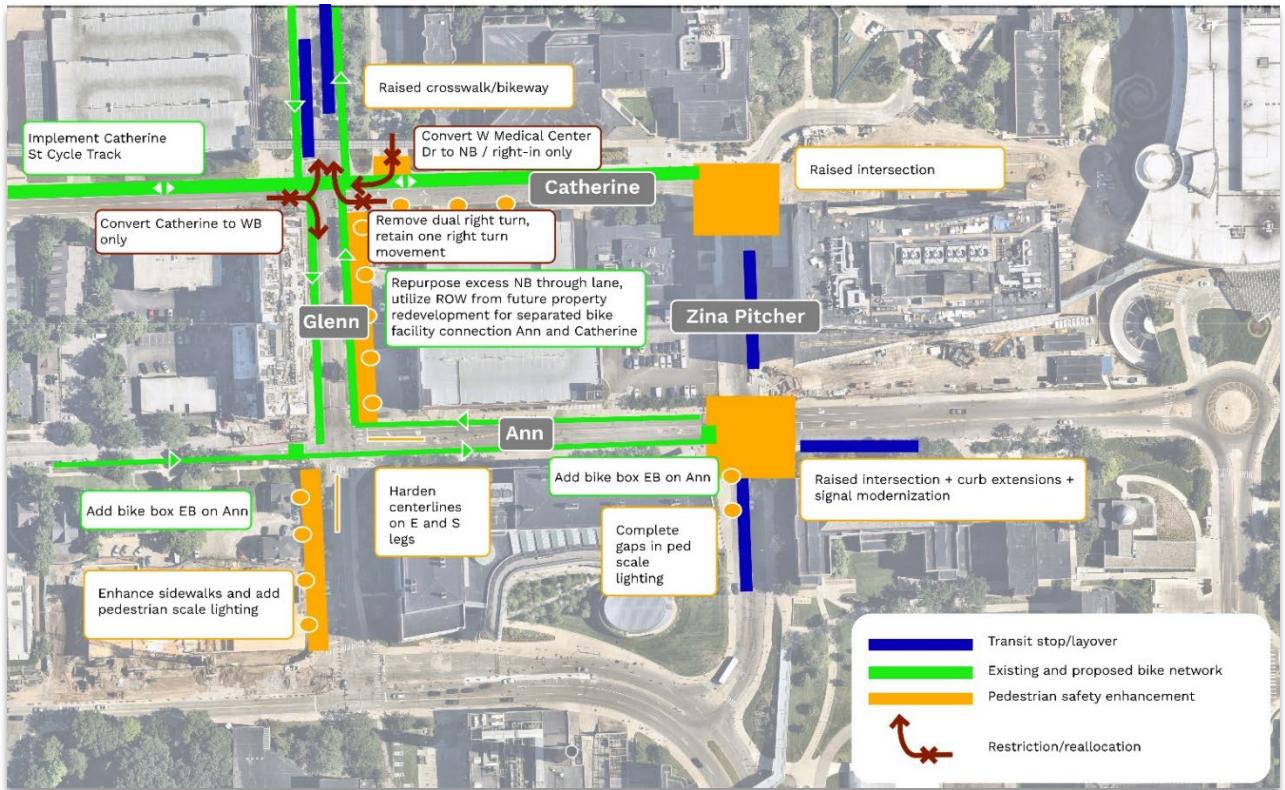 Raised crosswalk/bikeway
Implement Catherine
St Cycle Track
Convert W Medical Center
Dr to NB / right-in only
Raised intersection
Catherine
Convert Catherine to WB
only
Remove dual right turn,
retain one right turn
movement
Repurpose excess NB through lane,
utilize ROW from future property
redevelopment for separated bike
facility connection Ann and Catherine
Glenn
Zina Pitcher
Ann
Add bike box EB on Ann
Harden
centerlines
on E and S
legs
Add bike box EB on Ann
Raised intersection + curb extensions +
signal modernization
Complete
gaps in ped
scale
lighting
Enhance sidewalks and add
pedestrian scale lighting
Transit stop/layover
Existing and proposed bike network
Pedestrian safety enhancement
Restriction/reallocation